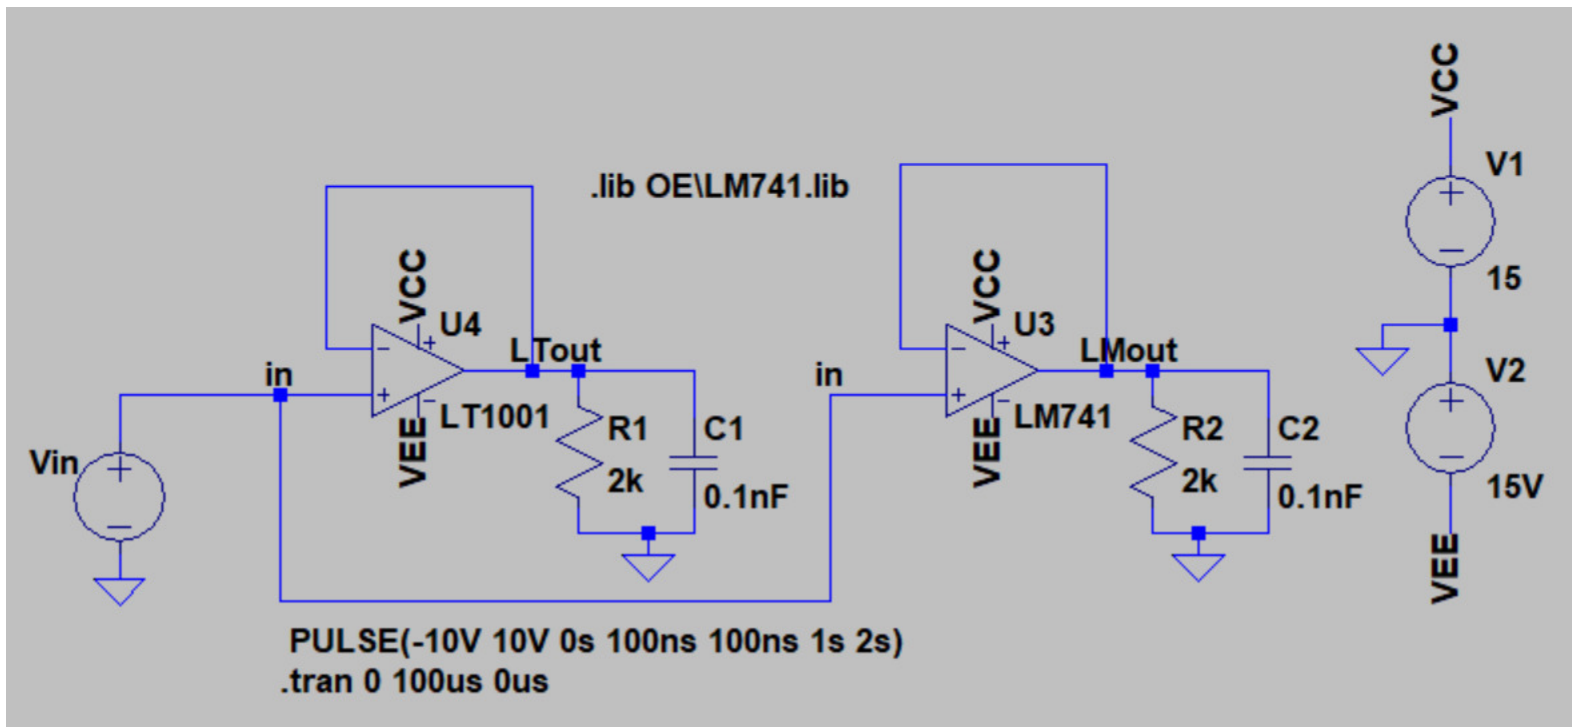 VCC
.lib OE\LM741.lib
V1
15
VCC
U4
+
LTout
in
−
+
−
LT1001
VEE
R1
2k
C1
0.1nF
VCC
U3
+
LMout
in
−
+
−
LM741
VEE
R2
2k
C2
0.1nF
V2
15V
Vin
+
−
+
−
+
−
VEE
PULSE(-10V 10V 0s 100ns 100ns 1s 2s)
.tran 0 100us 0us